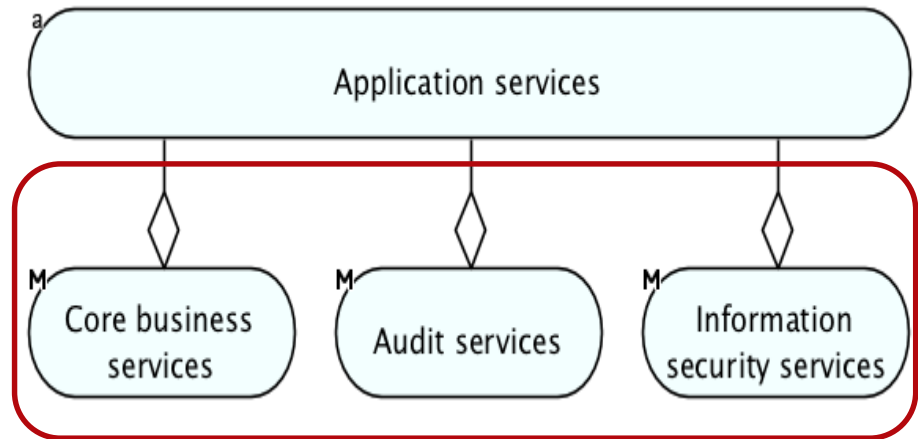 a
Application services
M
Core business
services
M
Audit services
M
Information
security services